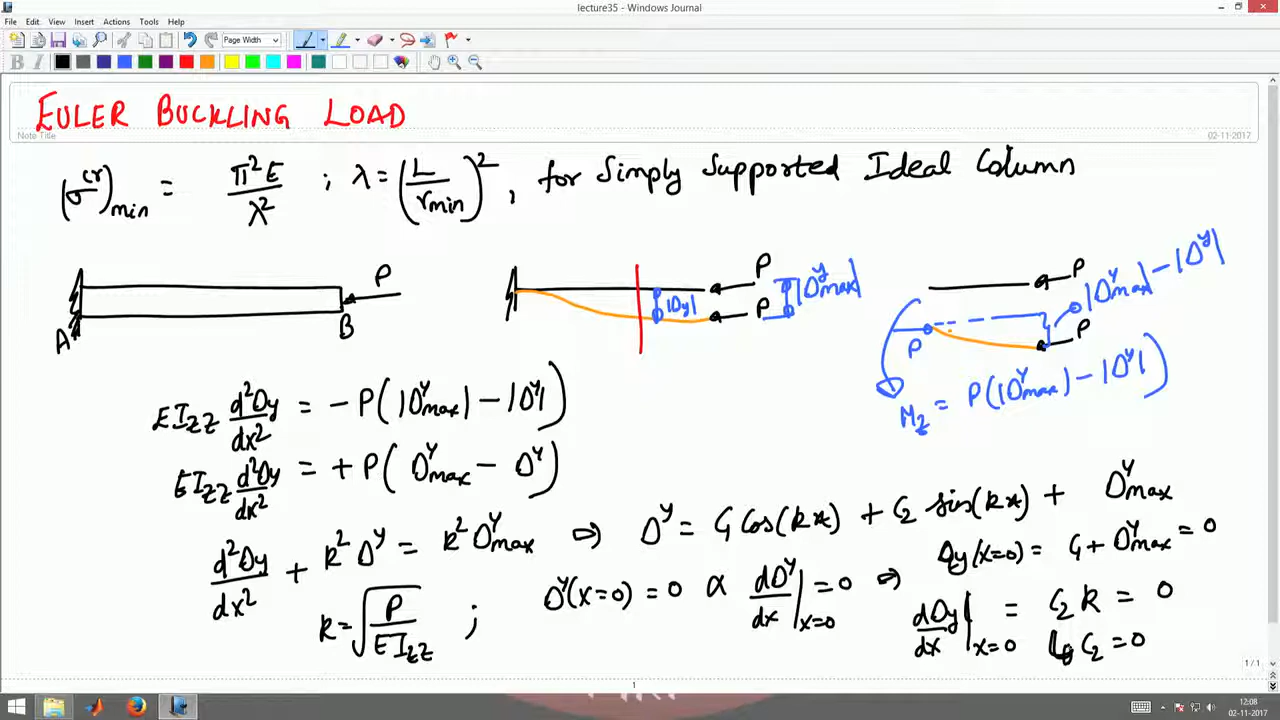 lecture35 - Windows Journal
File Edit View Insert Actions Tools Help
Page Width
B I
EULER BUCKLING LOAD
Note Title
02-11-2017
(σ^cr)_min = π²E / λ² ; λ = (L / r_min)², for Simply Supported Ideal Column
P
A
B
P
|Δy|
P
|Δ^y_max|
P
|Δ^y_max| - |Δ^y|
P
P
M_z = P(|Δ^y_max| - |Δ^y|)
EI_zz d²Δy/dx² = -P(|Δ^y_max| - |Δ^y|)
EI_zz d²Δy/dx² = +P(Δ^y_max - Δ^y)
d²Δy/dx² + k²Δ^y = k²Δ^y_max ⇒ Δ^y = C₁ cos(kx) + C₂ sin(kx) + Δ^y_max
k = √(P / EI_zz) ; Δ^y(x=0) = 0 & dΔ^y/dx|x=0 = 0 ⇒ Δy(x=0) = C₁ + Δ^y_max = 0
dΔy/dx|x=0 = C₂ k = 0
C₂ = 0
1 / 1
1
12:08
02-11-2017